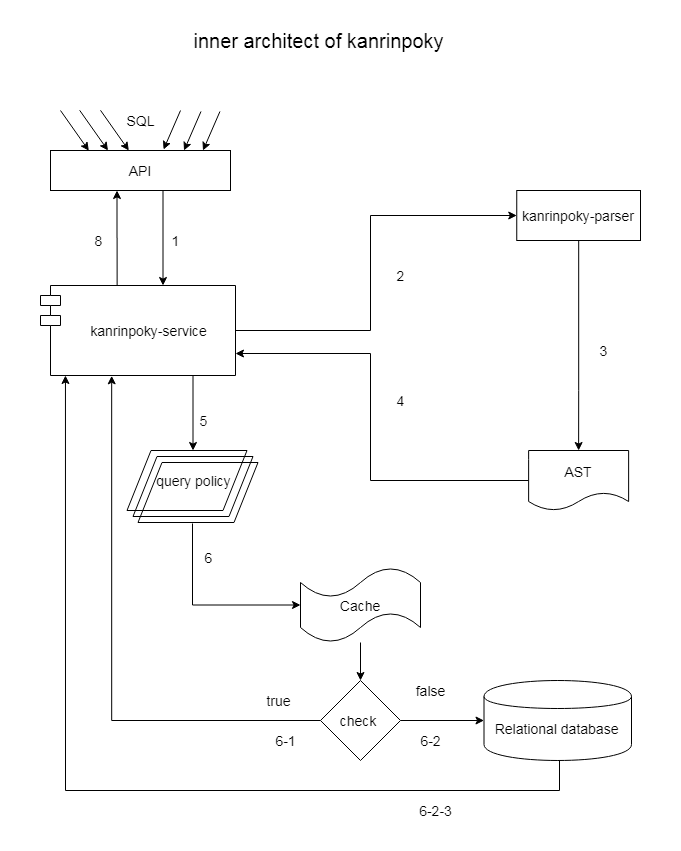 inner architect of kanrinpoky
SQL
API
8
1
kanrinpoky-parser
2
kanrinpoky-service
3
4
5
AST
query policy
6
Cache
true
false
check
Relational database
6-1
6-2
6-2-3